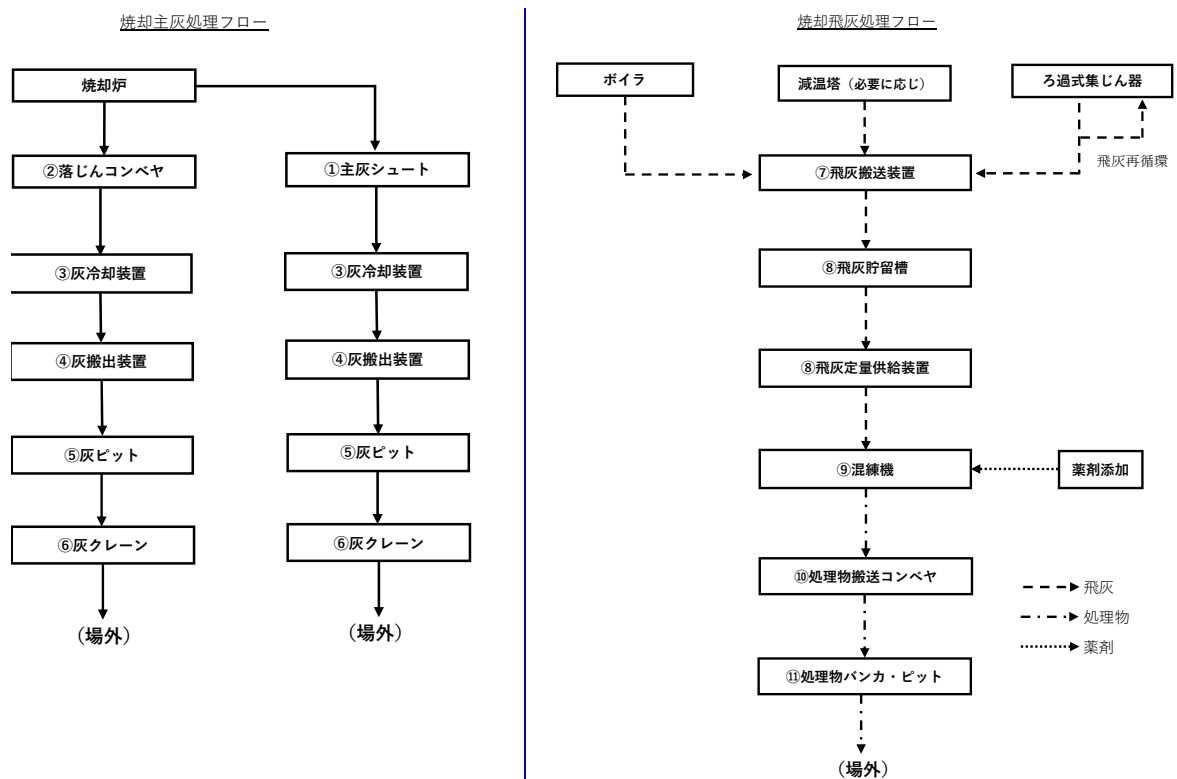 焼却主灰処理フロー
焼却炉
②落じんコンベヤ
③灰冷却装置
④灰搬出装置
⑤灰ピット
⑥灰クレーン
（場外）
①主灰シュート
③灰冷却装置
④灰搬出装置
⑤灰ピット
⑥灰クレーン
（場外）
焼却飛灰処理フロー
ボイラ
減温塔（必要に応じ）
ろ過式集じん器
飛灰再循環
⑦飛灰搬送装置
⑧飛灰貯留槽
⑧飛灰定量供給装置
⑨混練機
薬剤添加
⑩処理物搬送コンベヤ
⑪処理物バンカ・ピット
（場外）
飛灰
処理物
薬剤